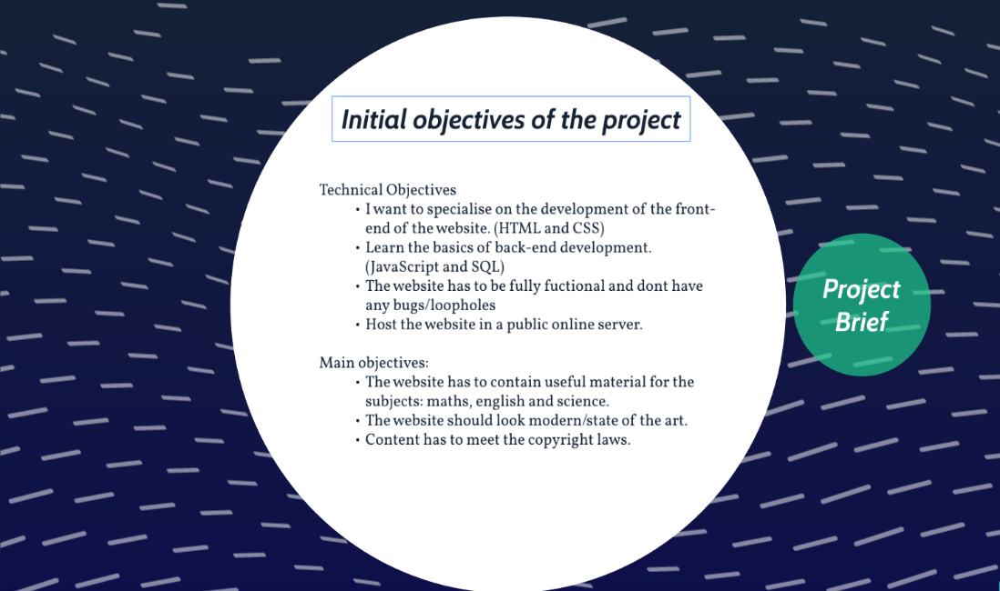 Initial objectives of the project
Technical Objectives
• I want to specialise on the development of the front-
end of the website. (HTML and CSS)
• Learn the basics of back-end development.
(JavaScript and SQL)
• The website has to be fully fuctional and dont have
any bugs/loopholes
• Host the website in a public online server.
Main objectives:
• The website has to contain useful material for the
subjects: maths, english and science.
• The website should look modern/state of the art.
• Content has to meet the copyright laws.
Project
Brief